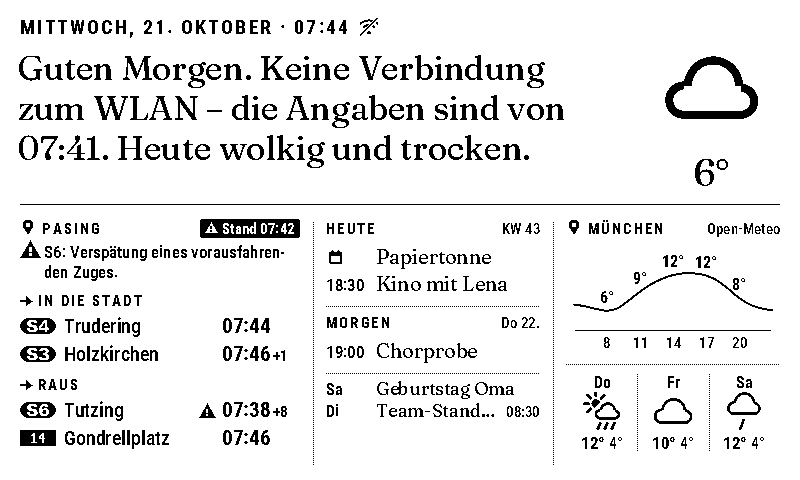 MITTWOCH, 21. OKTOBER · 07:44
Guten Morgen. Keine Verbindung
zum WLAN – die Angaben sind von
07:41. Heute wolkig und trocken.
6°
PASING
Stand 07:42
S6: Verspätung eines vorausfahren-
den Zuges.
→ IN DIE STADT
S4 Trudering 07:44
S3 Holzkirchen 07:46 +1
→ RAUS
S6 Tutzing 07:38 +8
14 Gondrellplatz 07:46
HEUTE KW 43
Papiertonne
18:30 Kino mit Lena
MORGEN Do 22.
19:00 Chorprobe
Sa Geburtstag Oma
Di Team-Stand... 08:30
MÜNCHEN Open-Meteo
6° 9° 12° 12° 8°
8 11 14 17 20
Do Fr Sa
12° 4° 10° 4° 12° 4°